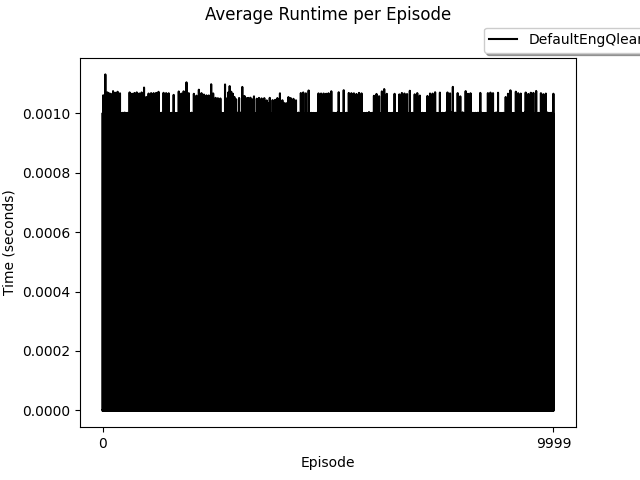 Average Runtime per Episode
DefaultEngQlear
0.0010
0.0008
0.0006
0.0004
0.0002
0.0000
Time (seconds)
0
9999
Episode